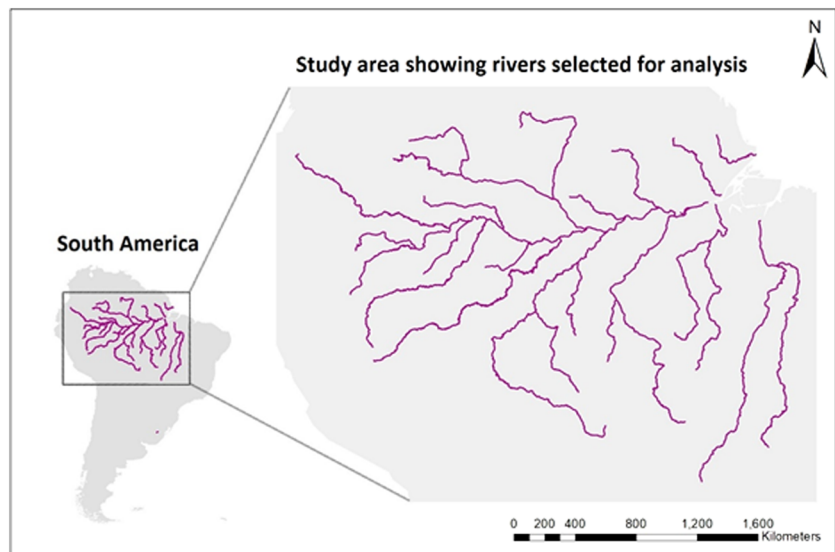 N
Study area showing rivers selected for analysis
South America
0 200 400 800 1,200 1,600
Kilometers